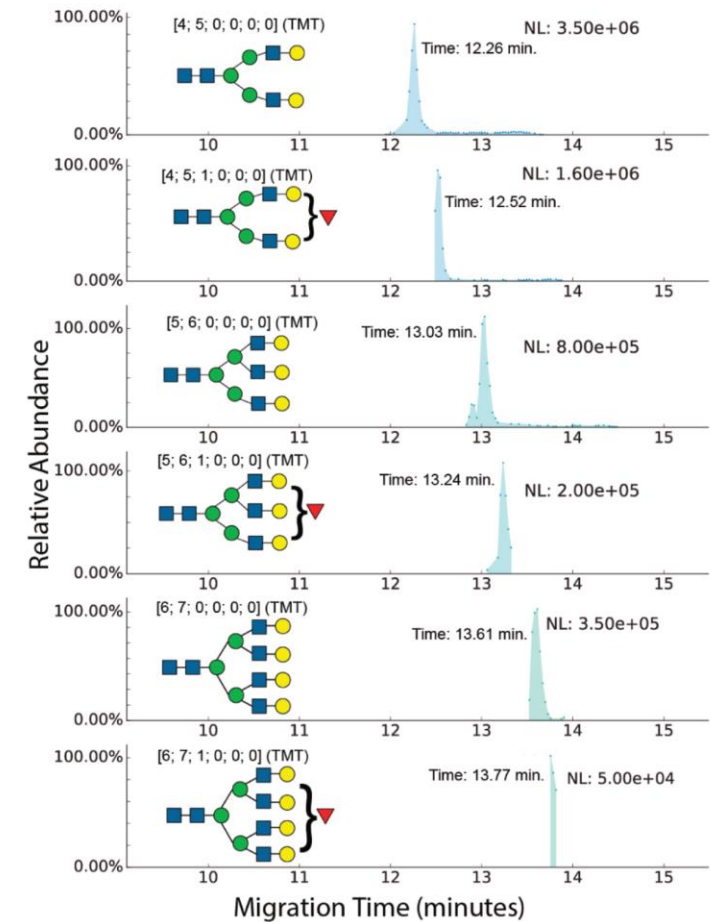 Relative Abundance
100.00%
[4; 5; 0; 0; 0; 0] (TMT)
NL: 3.50e+06
Time: 12.26 min.
0.00%
10 11 12 13 14 15
100.00%
[4; 5; 1; 0; 0; 0] (TMT)
NL: 1.60e+06
Time: 12.52 min.
0.00%
10 11 12 13 14 15
[5; 6; 0; 0; 0; 0] (TMT)
100.00%
Time: 13.03 min.
NL: 8.00e+05
0.00%
10 11 12 13 14 15
[5; 6; 1; 0; 0; 0] (TMT)
100.00%
Time: 13.24 min.
NL: 2.00e+05
0.00%
10 11 12 13 14 15
[6; 7; 0; 0; 0; 0] (TMT)
100.00%
Time: 13.61 min.
NL: 3.50e+05
0.00%
10 11 12 13 14 15
[6; 7; 1; 0; 0; 0] (TMT)
100.00%
Time: 13.77 min.
NL: 5.00e+04
0.00%
10 11 12 13 14 15
Migration Time (minutes)